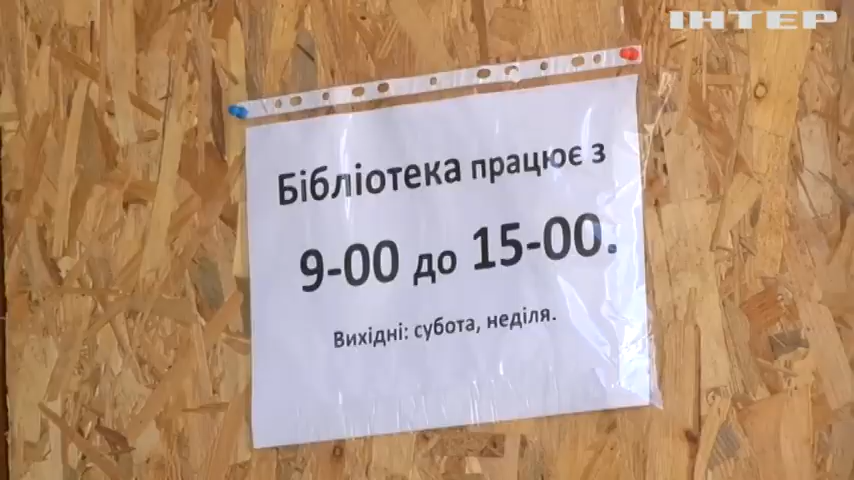 ІНТЕР
Бібліотека працює з
9-00 до 15-00.
Вихідні: субота, неділя.